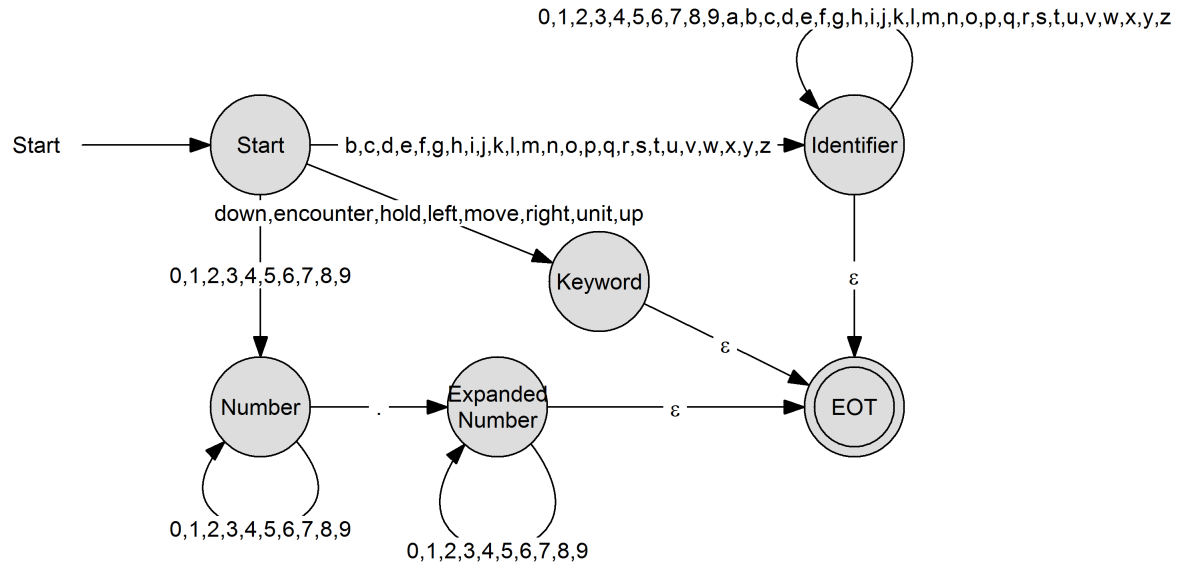 0,1,2,3,4,5,6,7,8,9,a,b,c,d,e,f,g,h,i,j,k,l,m,n,o,p,q,r,s,t,u,v,w,x,y,z
Start
Start
b,c,d,e,f,g,h,i,j,k,l,m,n,o,p,q,r,s,t,u,v,w,x,y,z
Identifier
down,encounter,hold,left,move,right,unit,up
0,1,2,3,4,5,6,7,8,9
Keyword
ε
ε
Number
.
Expanded
Number
ε
EOT
0,1,2,3,4,5,6,7,8,9
0,1,2,3,4,5,6,7,8,9